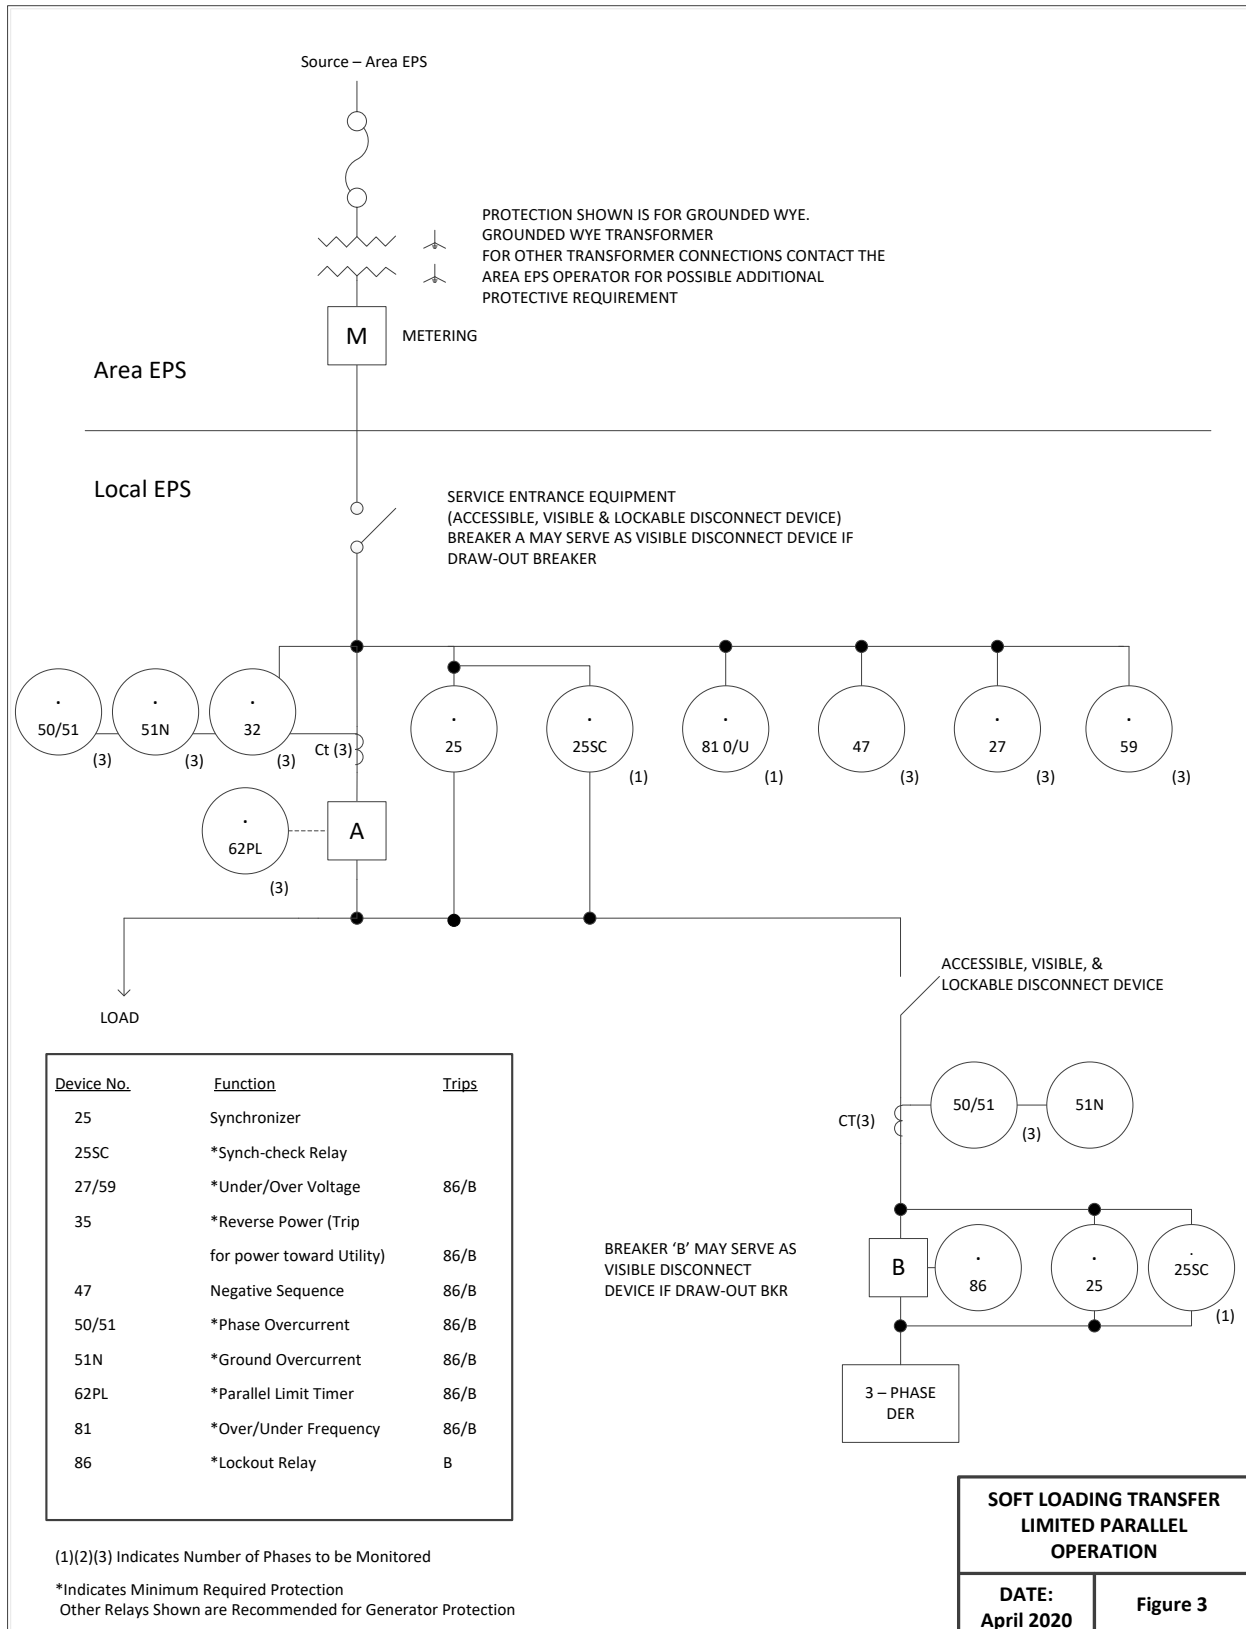 Source – Area EPS
PROTECTION SHOWN IS FOR GROUNDED WYE.
GROUNDED WYE TRANSFORMER
FOR OTHER TRANSFORMER CONNECTIONS CONTACT THE
AREA EPS OPERATOR FOR POSSIBLE ADDITIONAL
PROTECTIVE REQUIREMENT
M
METERING
Area EPS
Local EPS
SERVICE ENTRANCE EQUIPMENT
(ACCESSIBLE, VISIBLE & LOCKABLE DISCONNECT DEVICE)
BREAKER A MAY SERVE AS VISIBLE DISCONNECT DEVICE IF
DRAW-OUT BREAKER
50/51
(3)
51N
(3)
32
(3)
Ct (3)
25
25SC
(1)
81 0/U
(1)
47
(3)
27
(3)
59
(3)
62PL
(3)
A
LOAD
ACCESSIBLE, VISIBLE, &
LOCKABLE DISCONNECT DEVICE
CT(3)
50/51
(3)
51N
BREAKER ‘B’ MAY SERVE AS
VISIBLE DISCONNECT
DEVICE IF DRAW-OUT BKR
B
86
25
25SC
(1)
3 – PHASE
DER
Device No. Function Trips
25 Synchronizer
25SC *Synch-check Relay
27/59 *Under/Over Voltage 86/B
35 *Reverse Power (Trip
for power toward Utility) 86/B
47 Negative Sequence 86/B
50/51 *Phase Overcurrent 86/B
51N *Ground Overcurrent 86/B
62PL *Parallel Limit Timer 86/B
81 *Over/Under Frequency 86/B
86 *Lockout Relay B
(1)(2)(3) Indicates Number of Phases to be Monitored
*Indicates Minimum Required Protection
Other Relays Shown are Recommended for Generator Protection
SOFT LOADING TRANSFER
LIMITED PARALLEL
OPERATION
DATE:
April 2020
Figure 3